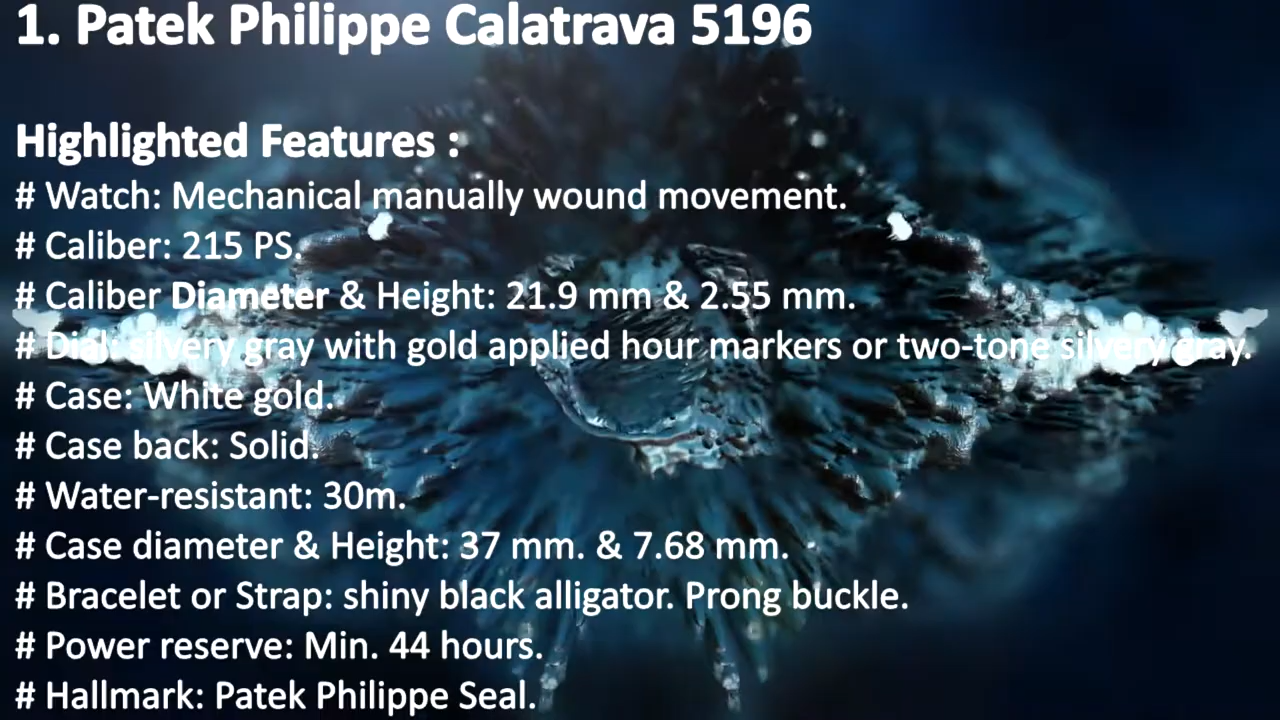 1. Patek Philippe Calatrava 5196
Highlighted Features :
# Watch: Mechanical manually wound movement.
# Caliber: 215 PS.
# Caliber Diameter & Height: 21.9 mm & 2.55 mm.
# Dial: silvery gray with gold applied hour markers or two-tone silvery gray.
# Case: White gold.
# Case back: Solid.
# Water-resistant: 30m.
# Case diameter & Height: 37 mm. & 7.68 mm.
# Bracelet or Strap: shiny black alligator. Prong buckle.
# Power reserve: Min. 44 hours.
# Hallmark: Patek Philippe Seal.